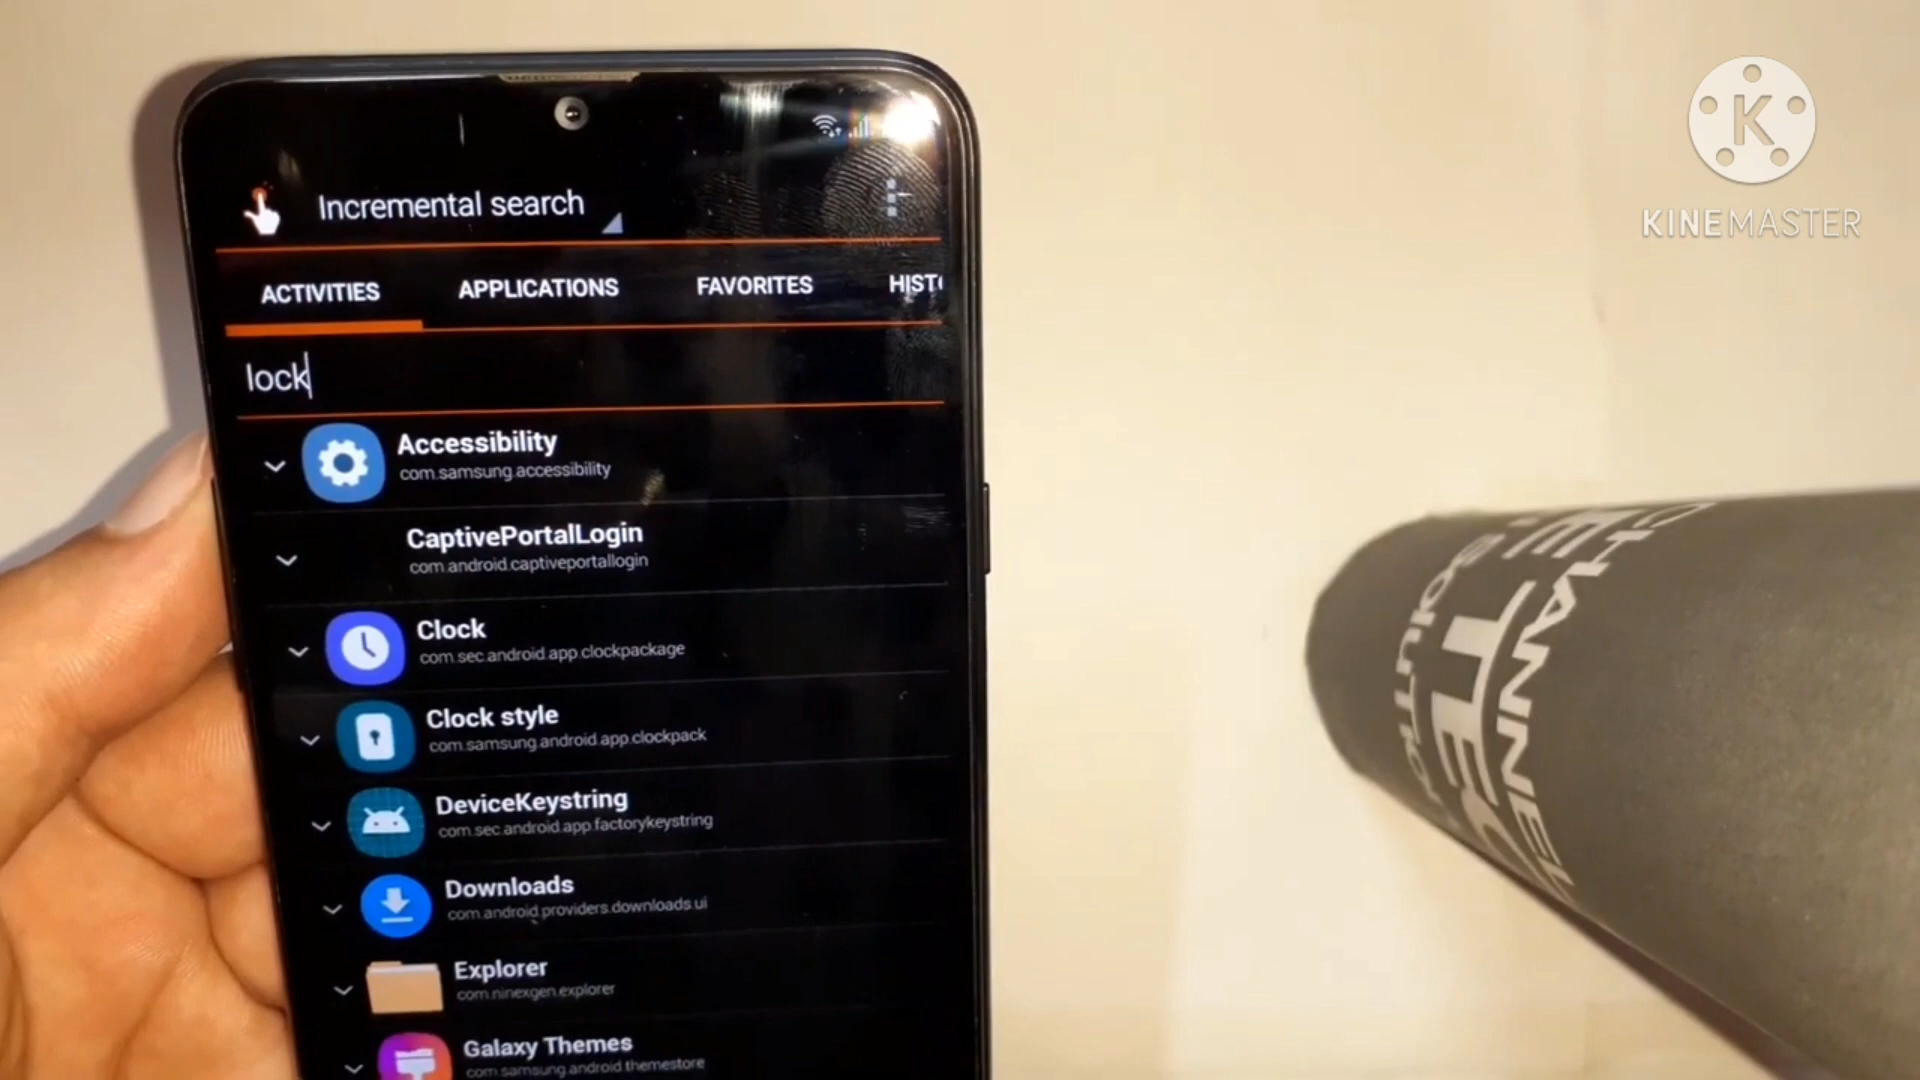 Incremental search
ACTIVITIES APPLICATIONS FAVORITES HIST
lock
Accessibility
com.samsung.accessibility
CaptivePortalLogin
com.android.captiveportallogin
Clock
com.sec.android.app.clockpackage
Clock style
com.samsung.android.app.clockpack
DeviceKeystring
com.sec.android.app.factorykeystring
Downloads
com.android.providers.downloads.ui
Explorer
com.ninexgen.explorer
Galaxy Themes
com.samsung.android.themestore
K
KINEMASTER
CHANNEL